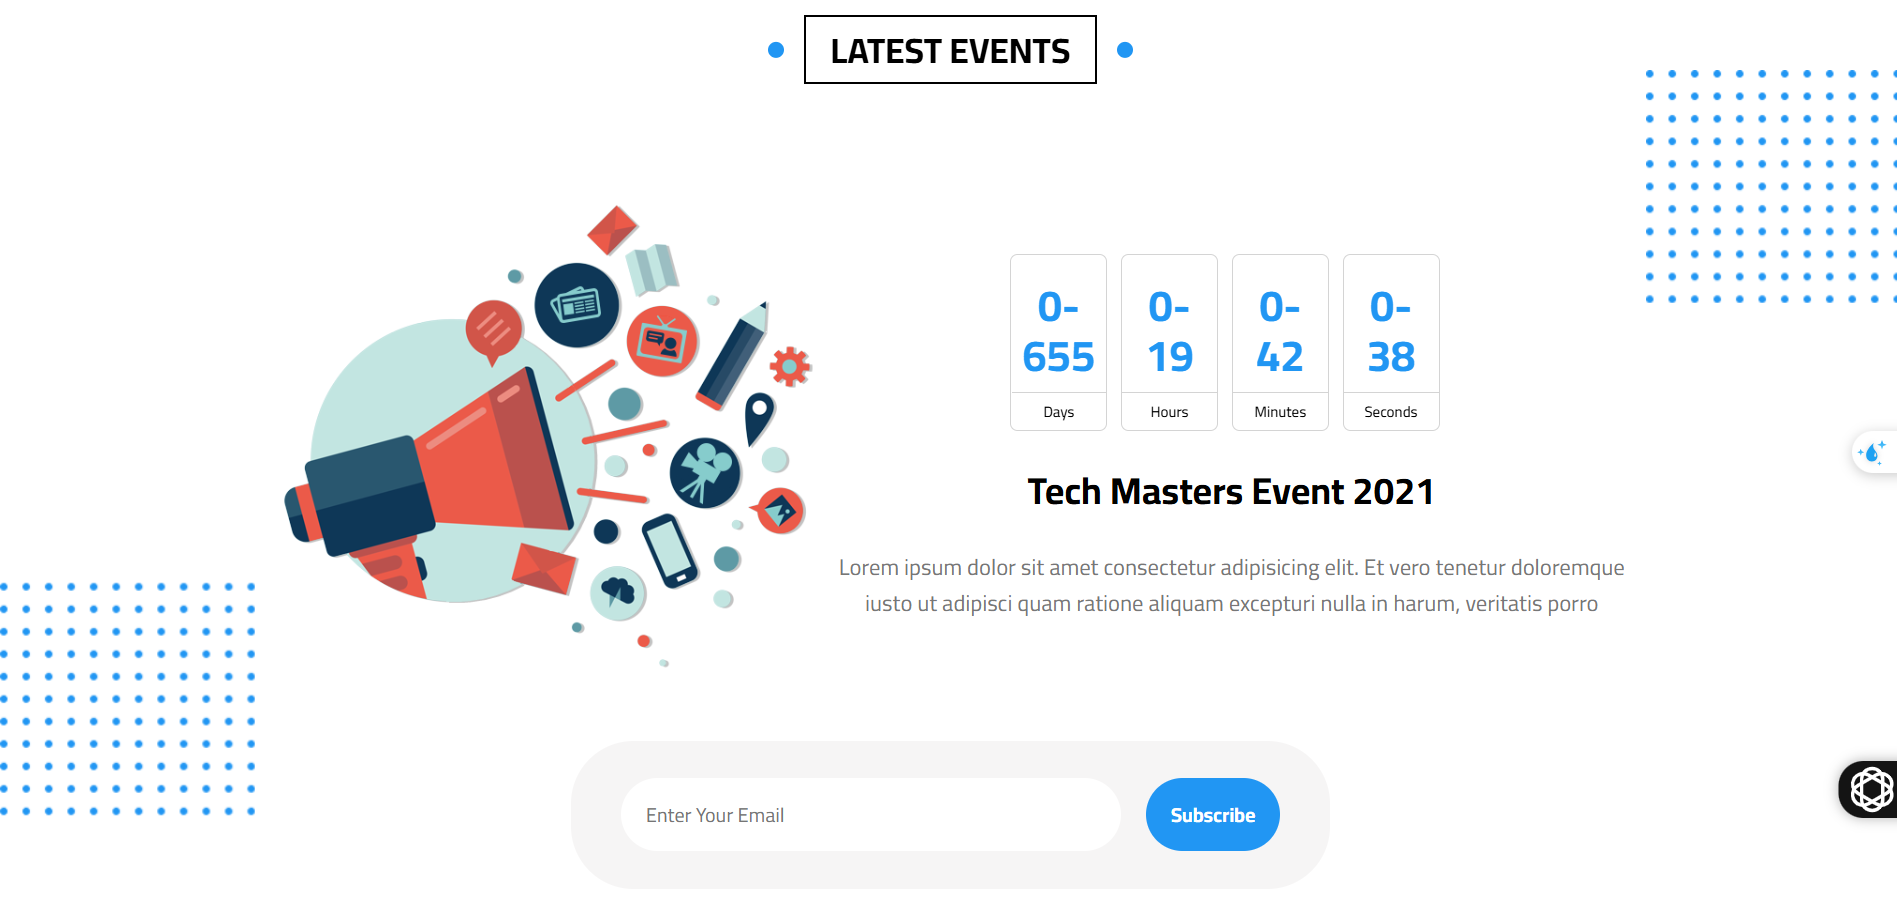 LATEST EVENTS
0-
655
Days
0-
19
Hours
0-
42
Minutes
0-
38
Seconds
Tech Masters Event 2021
Lorem ipsum dolor sit amet consectetur adipisicing elit. Et vero tenetur doloremque
iusto ut adipisci quam ratione aliquam excepturi nulla in harum, veritatis porro
Enter Your Email
Subscribe